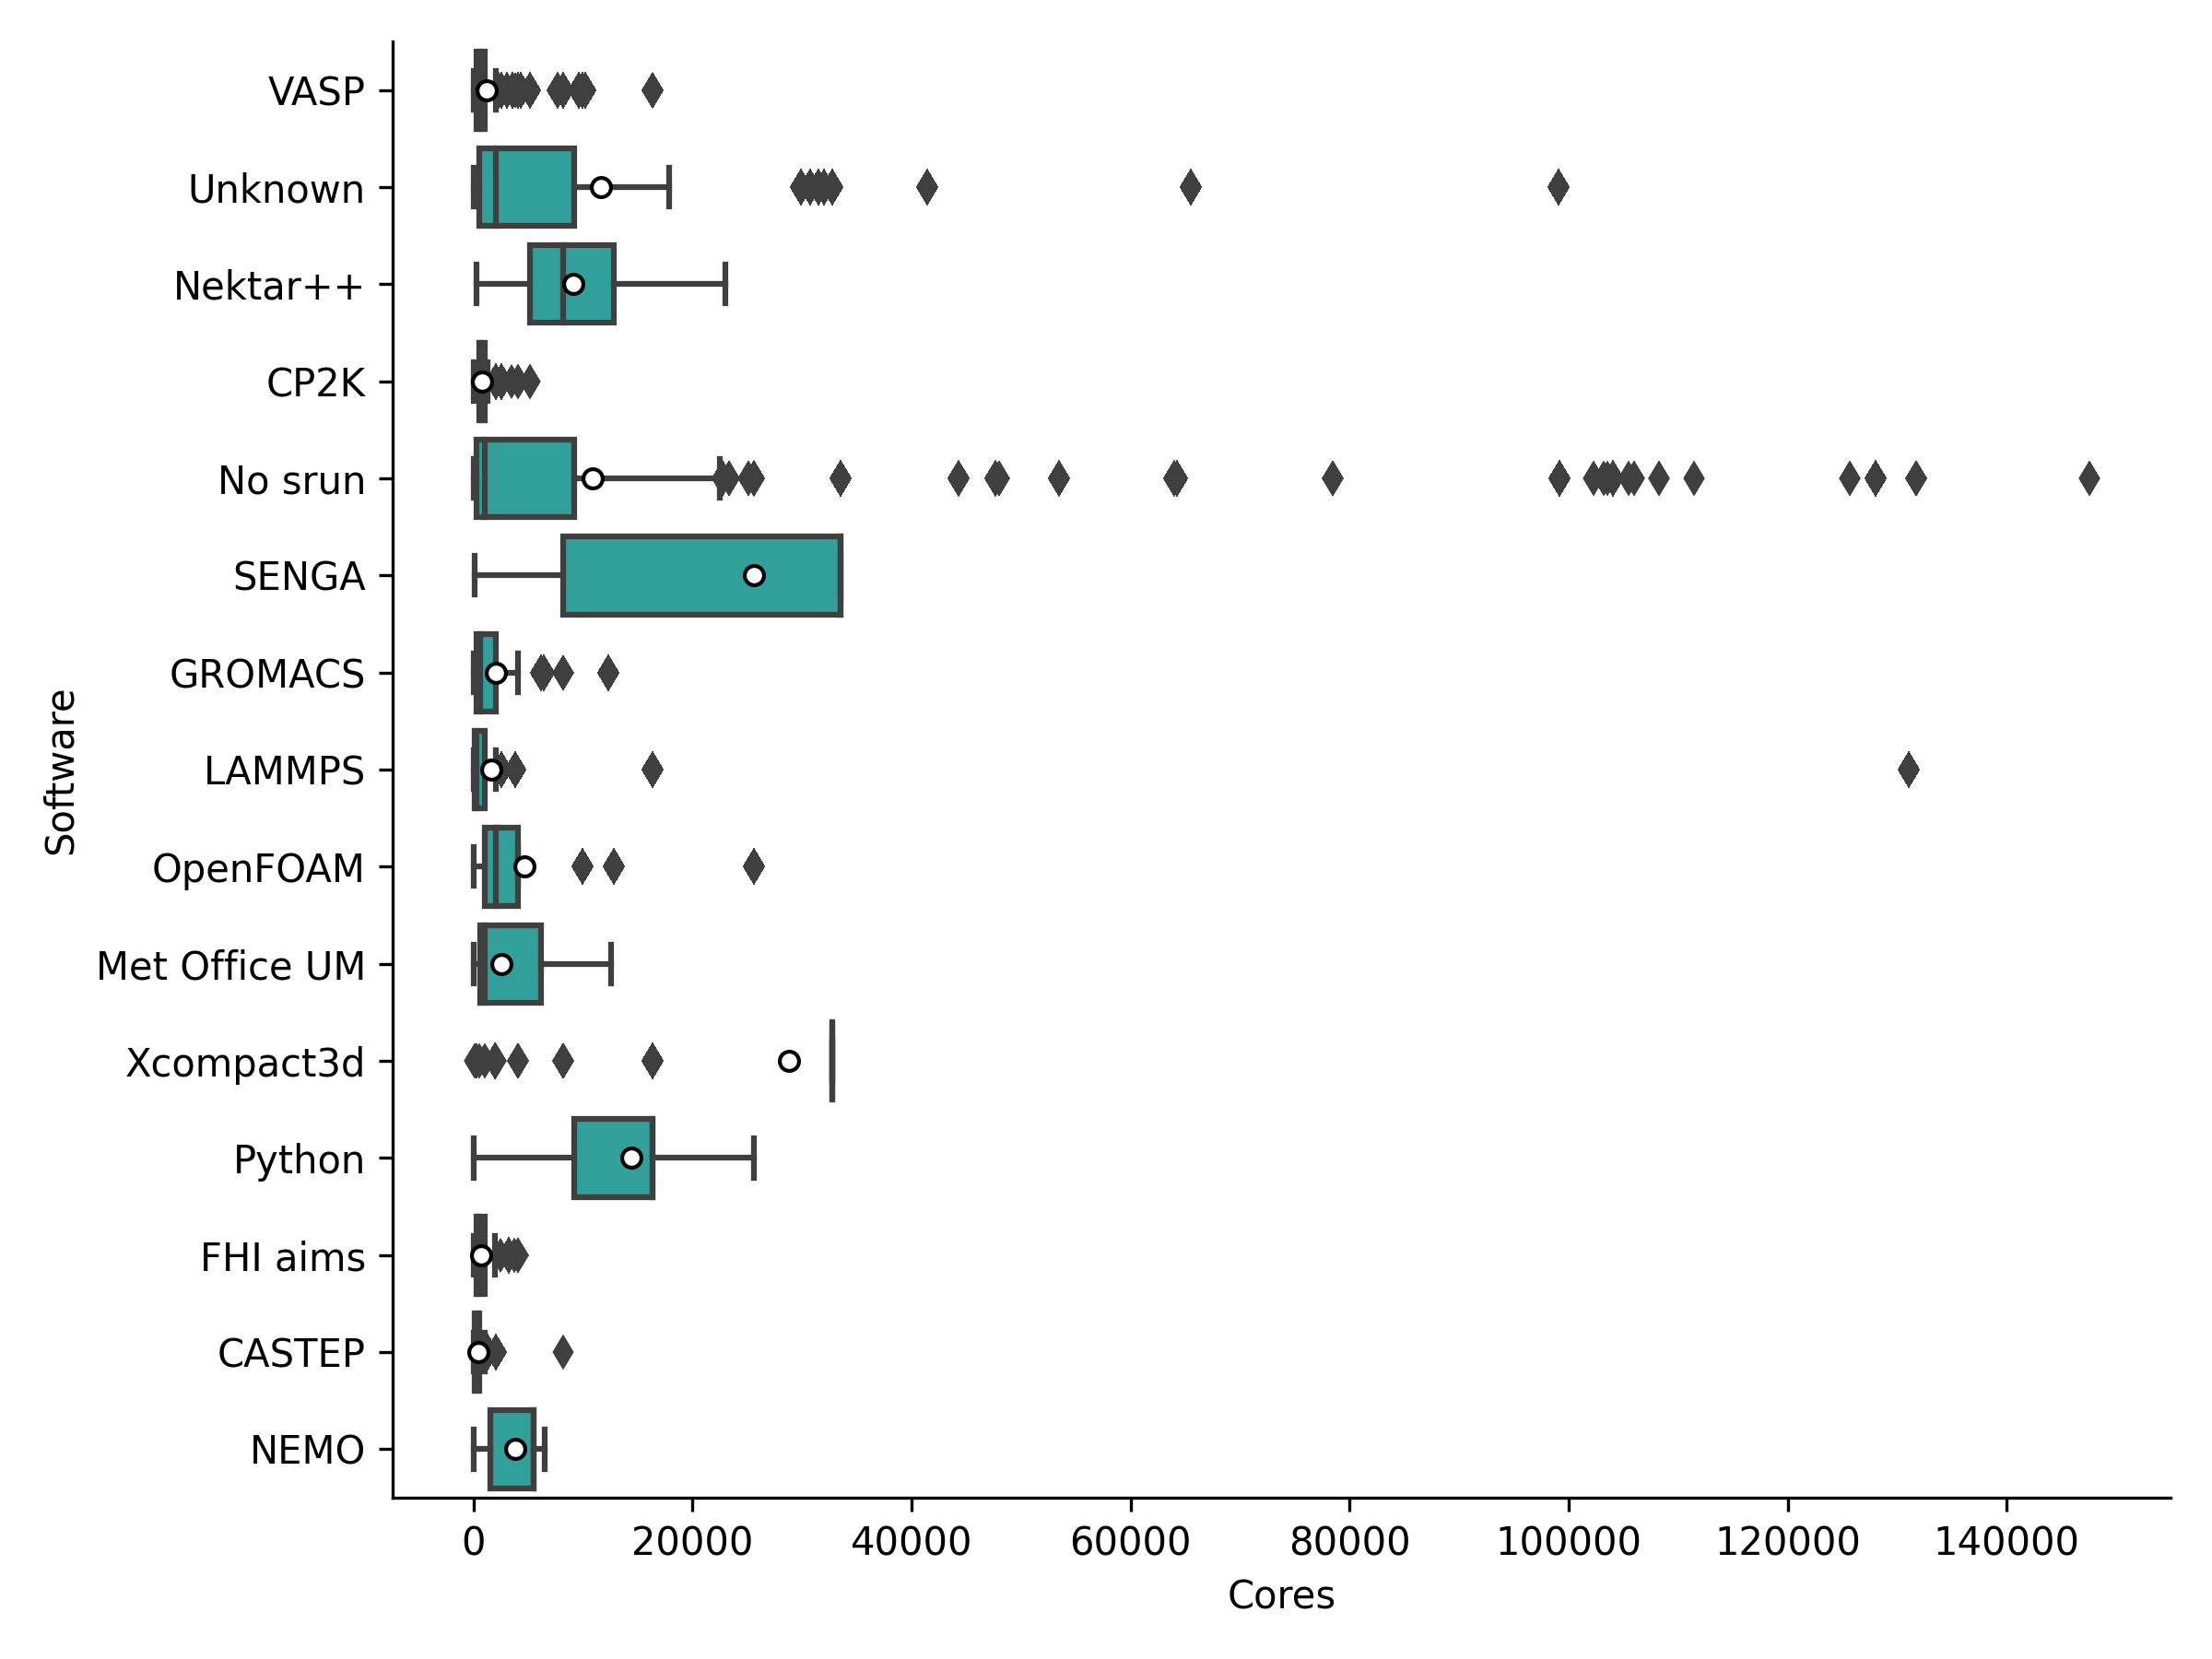 VASP
Unknown
Nektar++
CP2K
No srun
SENGA
GROMACS
LAMMPS
OpenFOAM
Met Office UM
Xcompact3d
Python
FHI aims
CASTEP
NEMO
Software
0 20000 40000 60000 80000 100000 120000 140000
Cores